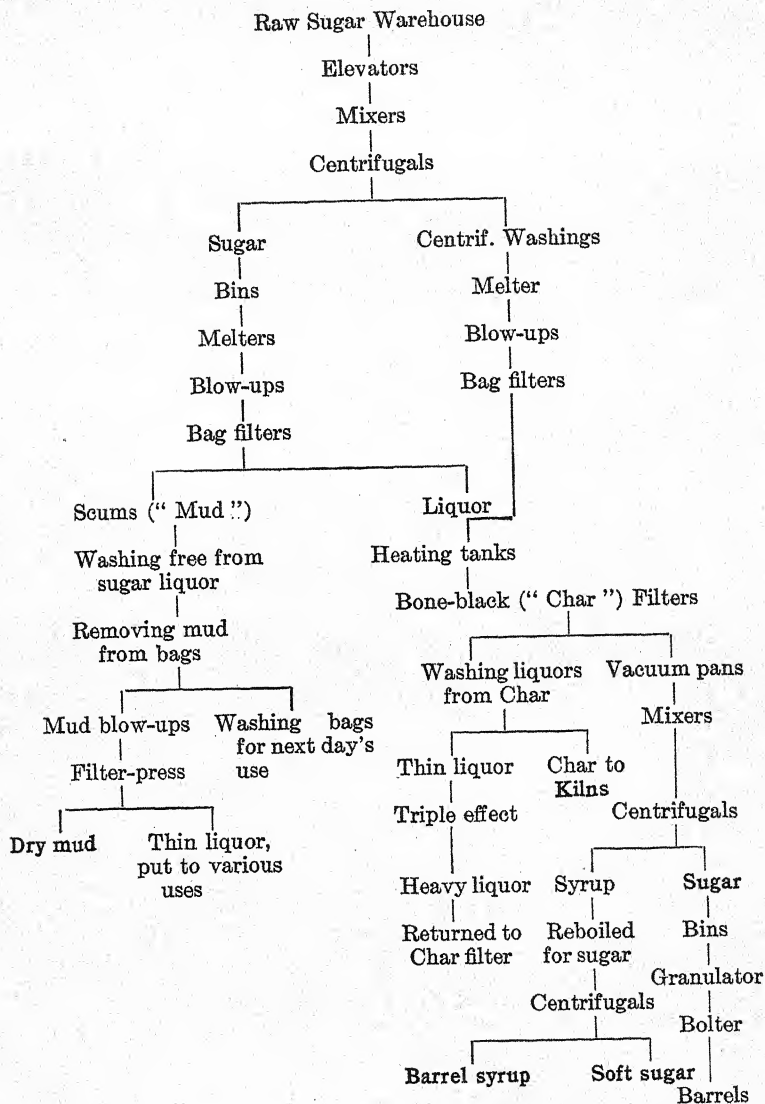 Raw Sugar Warehouse
Elevators
Mixers
Centrifugals
Sugar
Centrif. Washings
Bins
Melter
Melters
Blow-ups
Blow-ups
Bag filters
Bag filters
Scums (“ Mud ”)
Liquor
Washing free from
sugar liquor
Heating tanks
Bone-black (“ Char ”) Filters
Removing mud
from bags
Washing liquors
from Char
Vacuum pans
Mud blow-ups
Washing bags
for next day's
use
Mixers
Filter-press
Thin liquor
Char to
Kilns
Dry mud
Thin liquor,
put to various
uses
Triple effect
Centrifugals
Heavy liquor
Syrup
Sugar
Returned to
Char filter
Reboiled
for sugar
Bins
Granulator
Centrifugals
Bolter
Barrel syrup
Soft sugar
Barrels